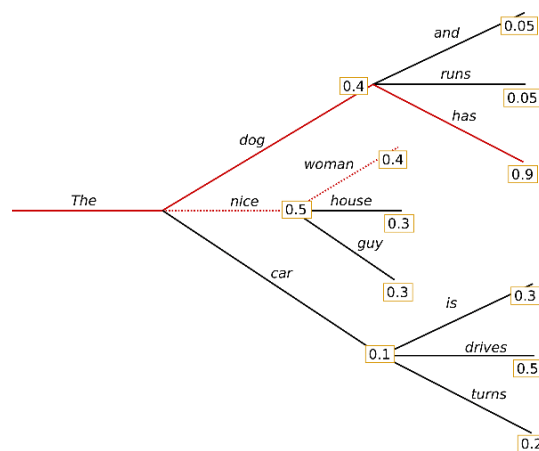 and
0.05
runs
0.4
0.05
has
dog
woman
0.4
0.9
The
nice
0.5
house
0.3
guy
car
0.3
is
0.3
0.1
drives
0.5
turns
0.2